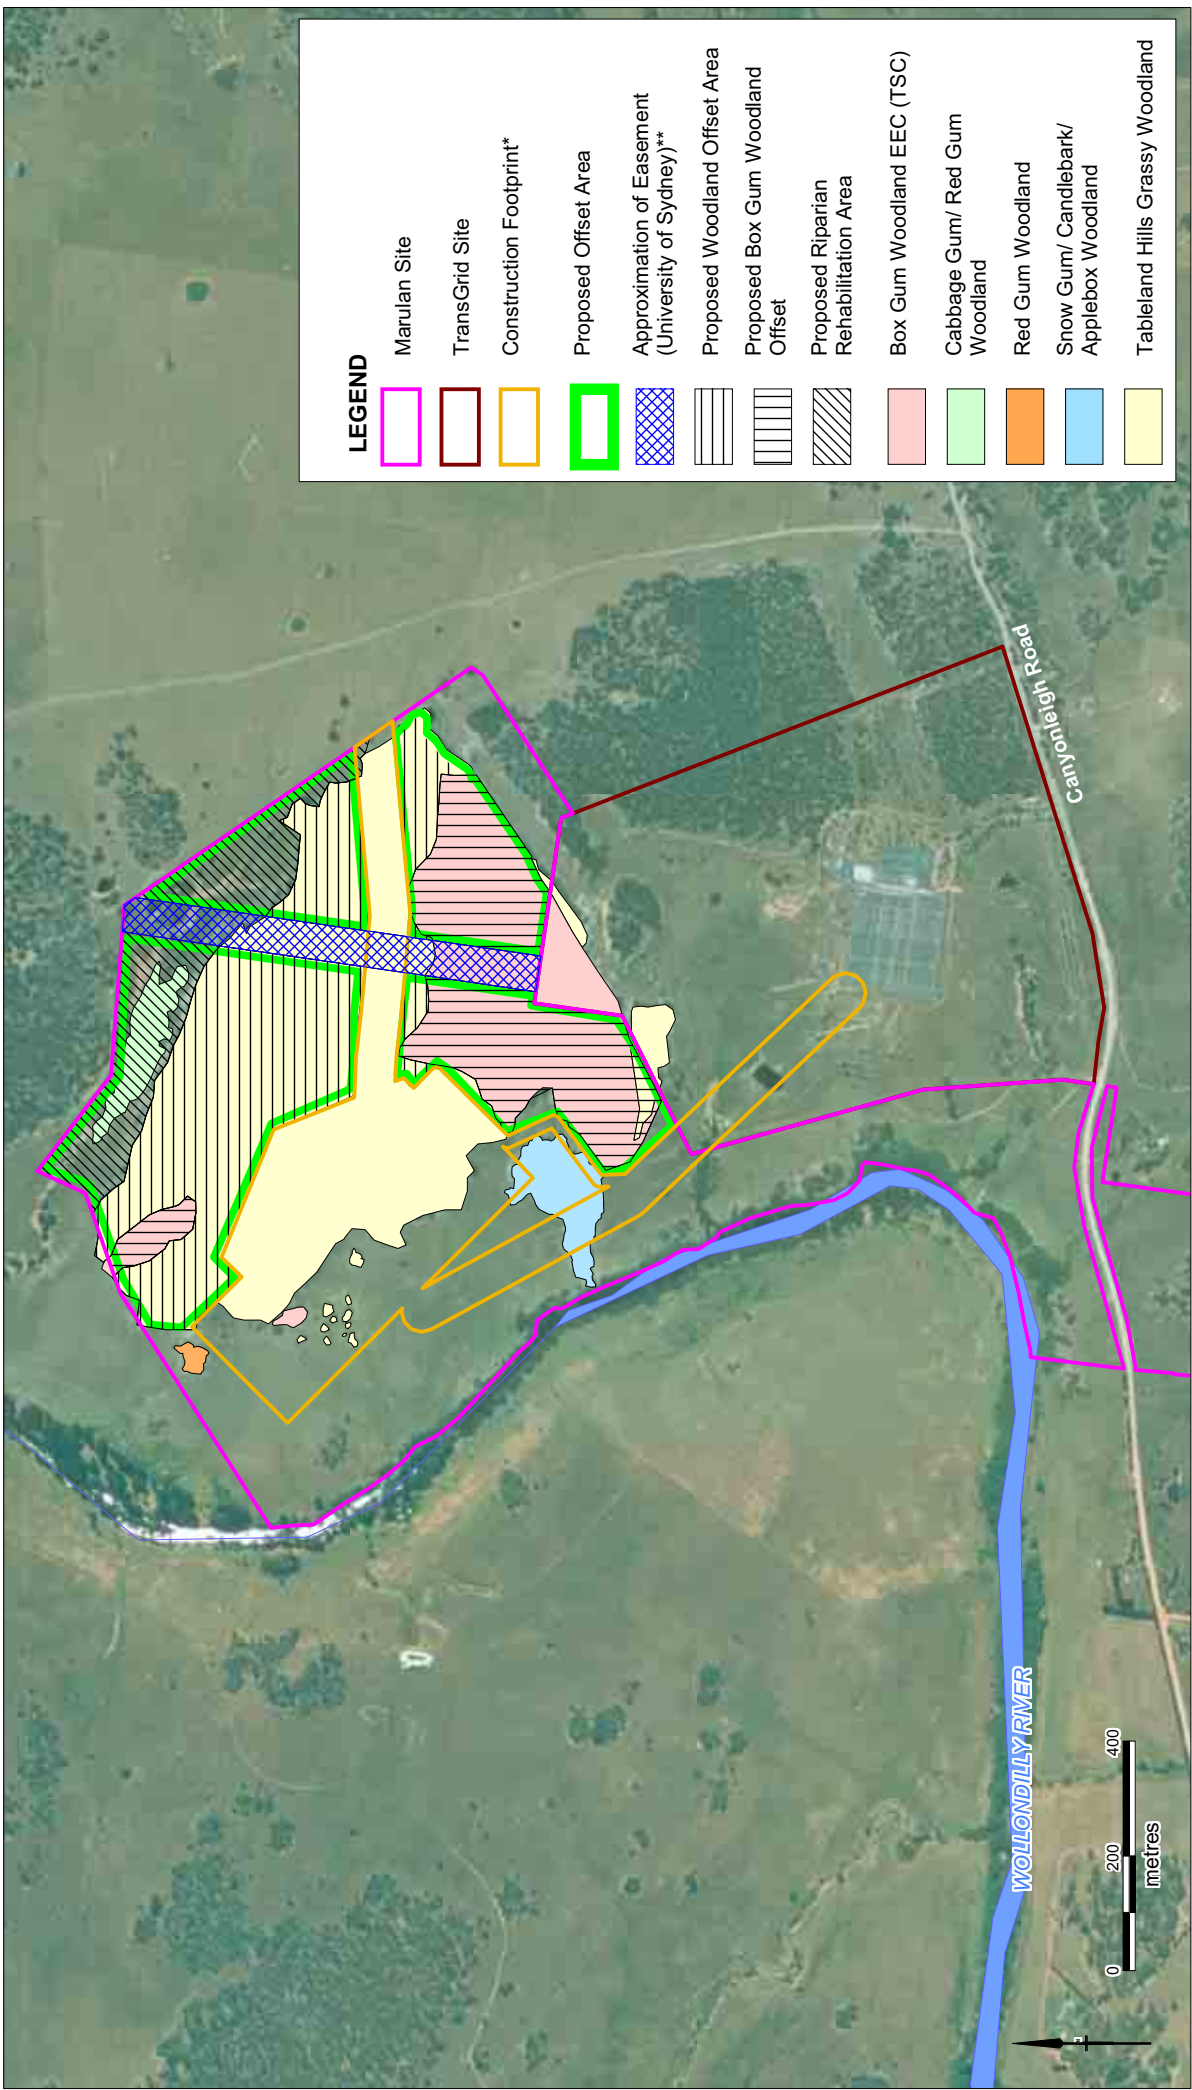 LEGEND
Marulan Site
TransGrid Site
Construction Footprint*
Proposed Offset Area
Approximation of Easement
(University of Sydney)**
Proposed Woodland Offset Area
Proposed Box Gum Woodland
Offset
Proposed Riparian
Rehabilitation Area
Box Gum Woodland EEC (TSC)
Cabbage Gum/ Red Gum
Woodland
Red Gum Woodland
Snow Gum/ Candlebark/
Applebox Woodland
Tableland Hills Grassy Woodland
Canyonleigh Road
WOLLONDILLY RIVER
0 200 400
metres
N